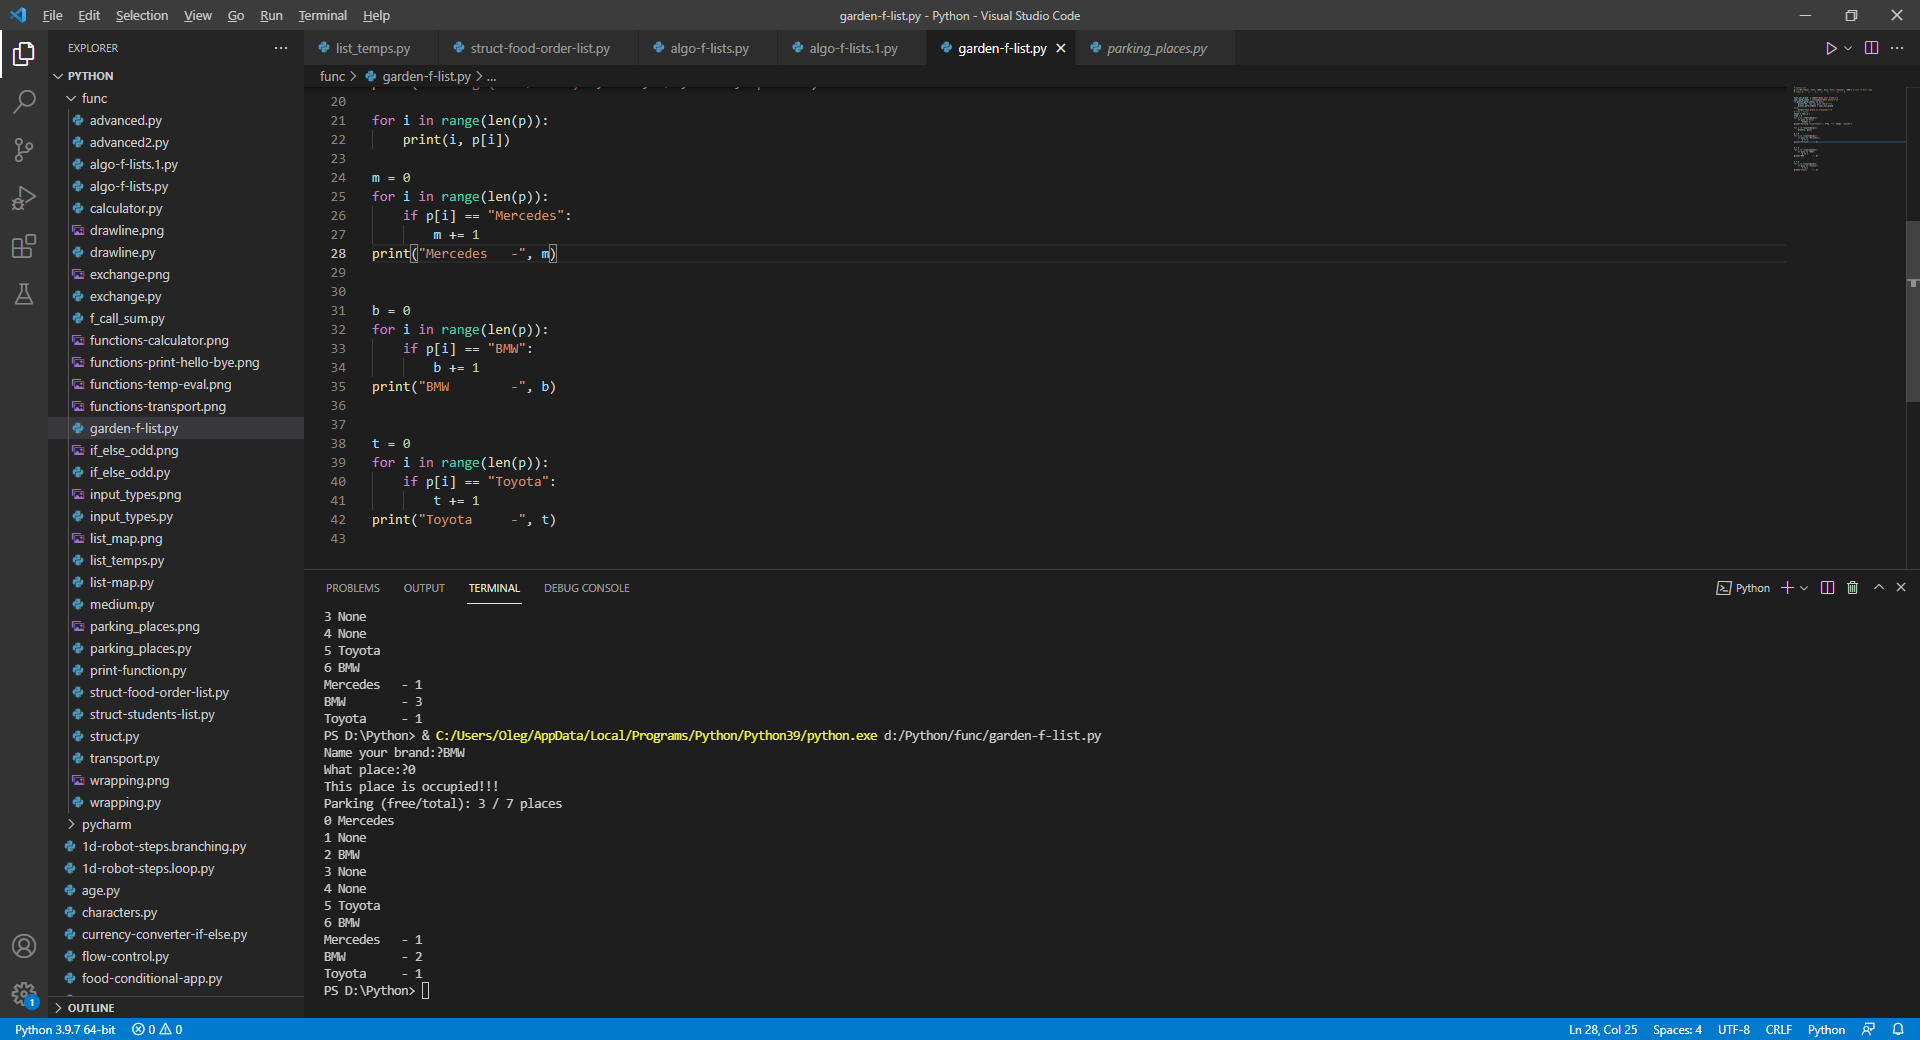 File Edit Selection View Go Run Terminal Help
garden-f-list.py - Python - Visual Studio Code
EXPLORER
PYTHON
func
advanced.py
advanced2.py
algo-f-lists.1.py
algo-f-lists.py
calculator.py
drawline.png
drawline.py
exchange.png
exchange.py
f_call_sum.py
functions-calculator.png
functions-print-hello-bye.png
functions-temp-eval.png
functions-transport.png
garden-f-list.py
if_else_odd.png
if_else_odd.py
input_types.png
input_types.py
list_map.png
list_temps.py
list-map.py
medium.py
parking_places.png
parking_places.py
print-function.py
struct-food-order-list.py
struct-students-list.py
struct.py
transport.py
wrapping.png
wrapping.py
pycharm
1d-robot-steps.branching.py
1d-robot-steps.loop.py
age.py
characters.py
currency-converter-if-else.py
flow-control.py
food-conditional-app.py
OUTLINE
list_temps.py struct-food-order-list.py algo-f-lists.py algo-f-lists.1.py garden-f-list.py parking_places.py
func > garden-f-list.py > ...
20
21 for i in range(len(p)):
22     print(i, p[i])
23
24 m = 0
25 for i in range(len(p)):
26     if p[i] == "Mercedes":
27         m += 1
28 print("Mercedes   -", m)
29
30
31 b = 0
32 for i in range(len(p)):
33     if p[i] == "BMW":
34         b += 1
35 print("BMW        -", b)
36
37
38 t = 0
39 for i in range(len(p)):
40     if p[i] == "Toyota":
41         t += 1
42 print("Toyota     -", t)
43
PROBLEMS OUTPUT TERMINAL DEBUG CONSOLE
Python
3 None
4 None
5 Toyota
6 BMW
Mercedes   - 1
BMW        - 3
Toyota     - 1
PS D:\Python> & C:/Users/Oleg/AppData/Local/Programs/Python/Python39/python.exe d:/Python/func/garden-f-list.py
Name your brand:?BMW
What place:?0
This place is occupied!!!
Parking (free/total): 3 / 7 places
0 Mercedes
1 None
2 BMW
3 None
4 None
5 Toyota
6 BMW
Mercedes   - 1
BMW        - 2
Toyota     - 1
PS D:\Python>
1
Python 3.9.7 64-bit 0 0
Ln 28, Col 25 Spaces: 4 UTF-8 CRLF Python